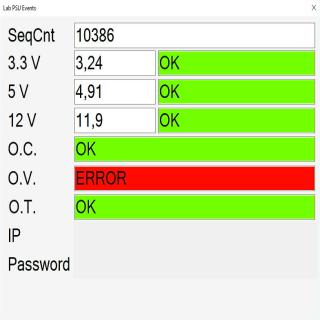 Lab PSU Events X
SeqCnt 10386
3.3 V 3,24 OK
5 V 4,91 OK
12 V 11,9 OK
O.C. OK
O.V. ERROR
O.T. OK
IP
Password